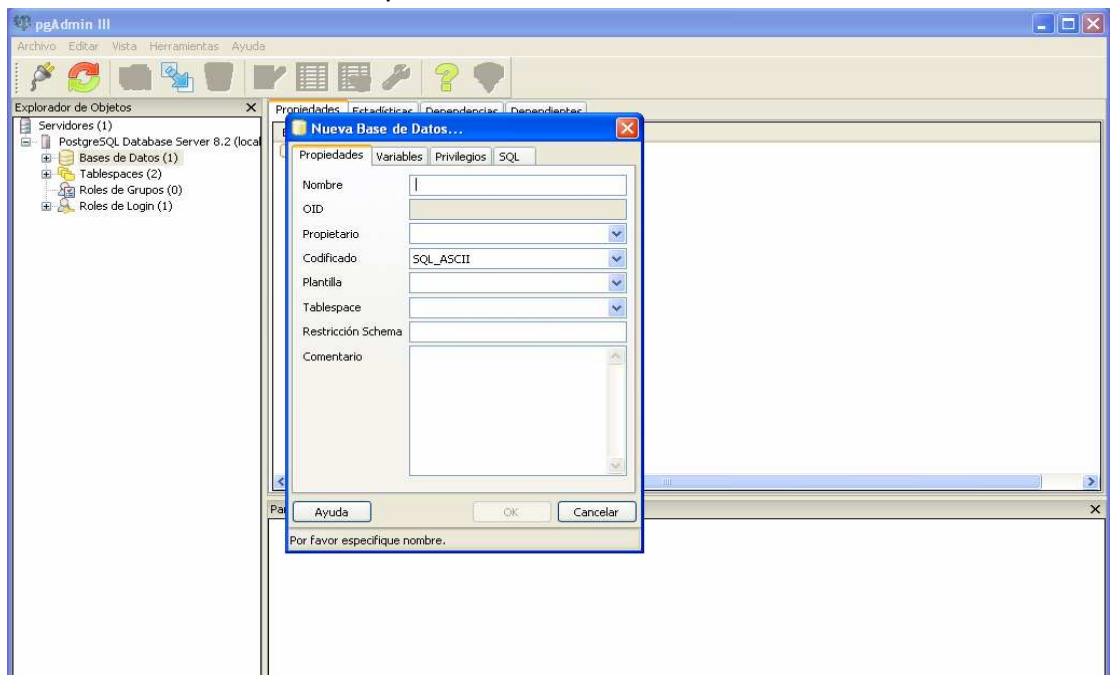 pgAdmin III
Archivo Editar Vista Herramientas Ayuda
Explorador de Objetos
Servidores (1)
PostgreSQL Database Server 8.2 (local
Bases de Datos (1)
Tablespaces (2)
Roles de Grupos (0)
Roles de Login (1)
Propiedades Estadísticas Dependencias Dependientes
Nueva Base de Datos...
Propiedades Variables Privilegios SQL
Nombre
OID
Propietario
Codificado SQL_ASCII
Plantilla
Tablespace
Restricción Schema
Comentario
Ayuda OK Cancelar
Por favor especifique nombre.